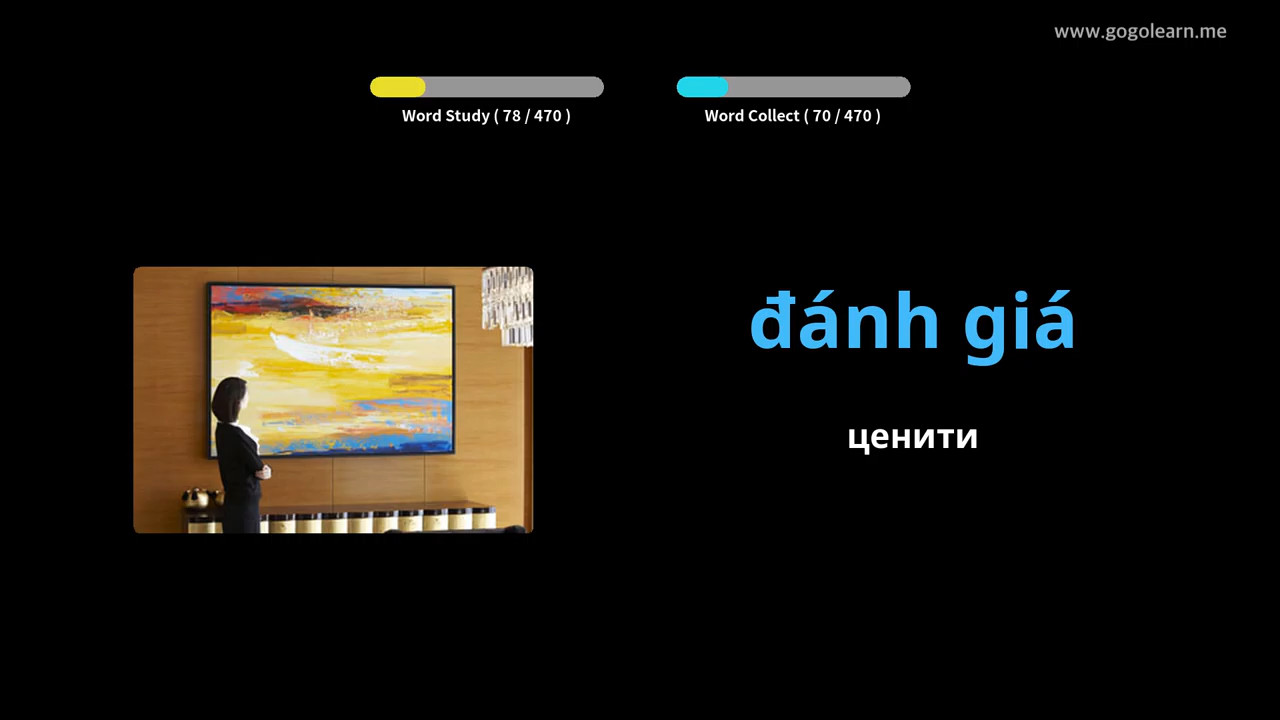 www.gogolearn.me
Word Study ( 78 / 470 )
Word Collect ( 70 / 470 )
đánh giá
ценити